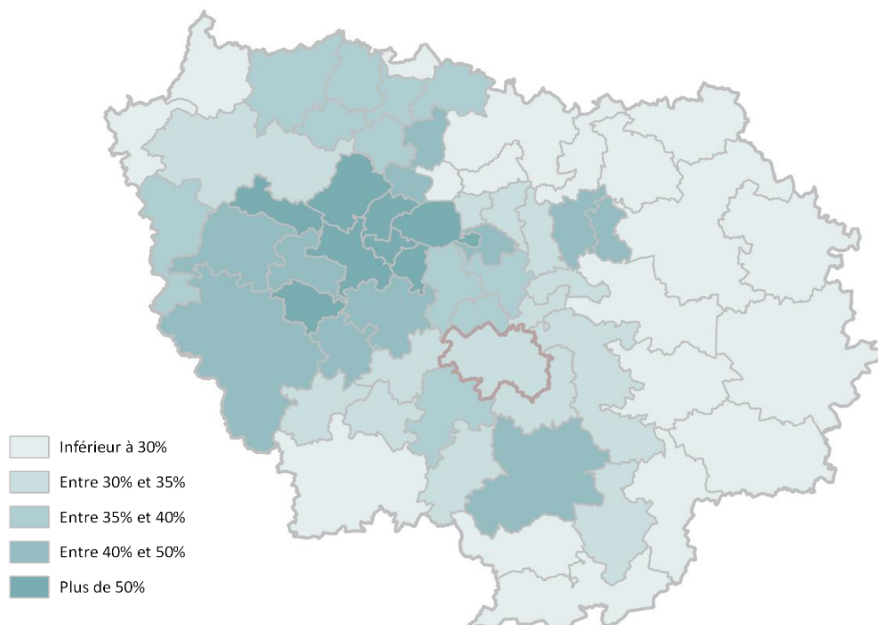 Inférieur à 30%
Entre 30% et 35%
Entre 35% et 40%
Entre 40% et 50%
Plus de 50%